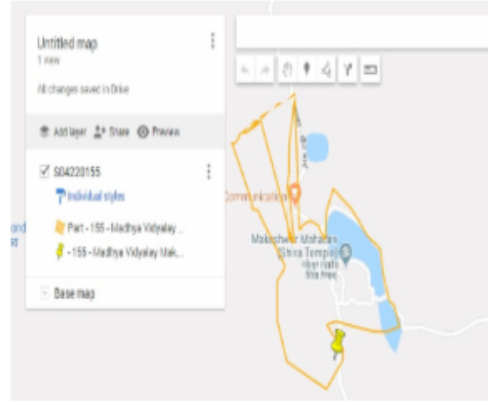 Untitled map
1 view
All changes saved in Drive
Add layer Share Preview
S04220155
Individual styles
Part - 155 - Madhya Vidyalay ...
- 155 - Madhya Vidyalay Mak...
Base map
Communication
Makeshwar Mahadev
(Shiva Temple)